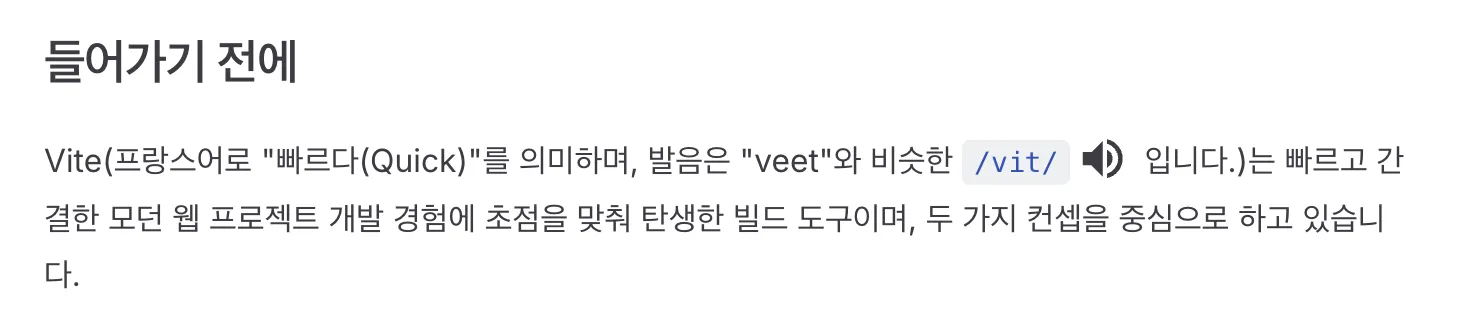 들어가기 전에
Vite(프랑스어로 "빠르다(Quick)"를 의미하며, 발음은 "veet"와 비슷한 /vit/ 입니다.)는 빠르고 간
결한 모던 웹 프로젝트 개발 경험에 초점을 맞춰 탄생한 빌드 도구이며, 두 가지 컨셉을 중심으로 하고 있습니
다.